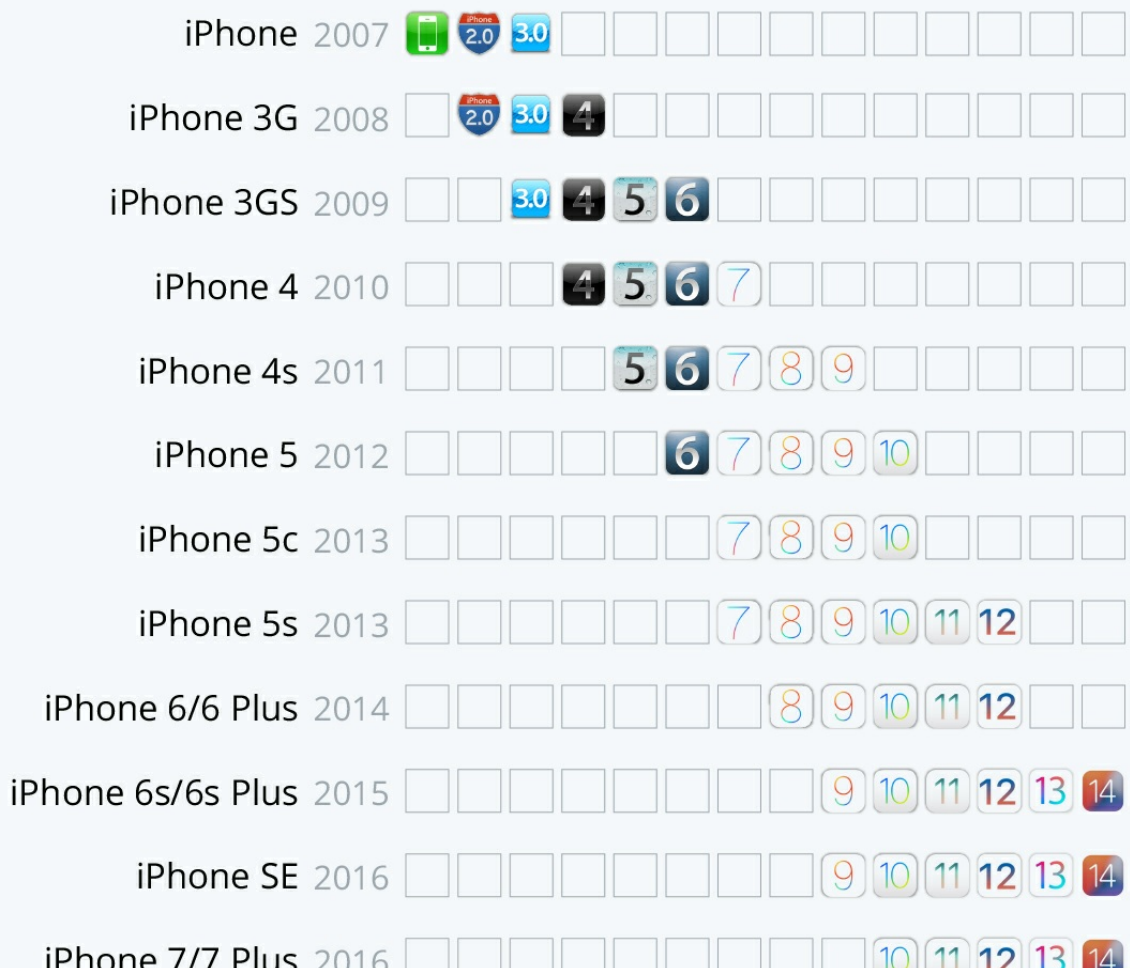 iPhone 2007 iPhone 2.0 3.0
iPhone 3G 2008 iPhone 2.0 3.0 4
iPhone 3GS 2009 3.0 4 5 6
iPhone 4 2010 4 5 6 7
iPhone 4s 2011 5 6 7 8 9
iPhone 5 2012 6 7 8 9 10
iPhone 5c 2013 7 8 9 10
iPhone 5s 2013 7 8 9 10 11 12
iPhone 6/6 Plus 2014 8 9 10 11 12
iPhone 6s/6s Plus 2015 9 10 11 12 13 14
iPhone SE 2016 9 10 11 12 13 14
iPhone 7/7 Plus 2016 10 11 12 13 14